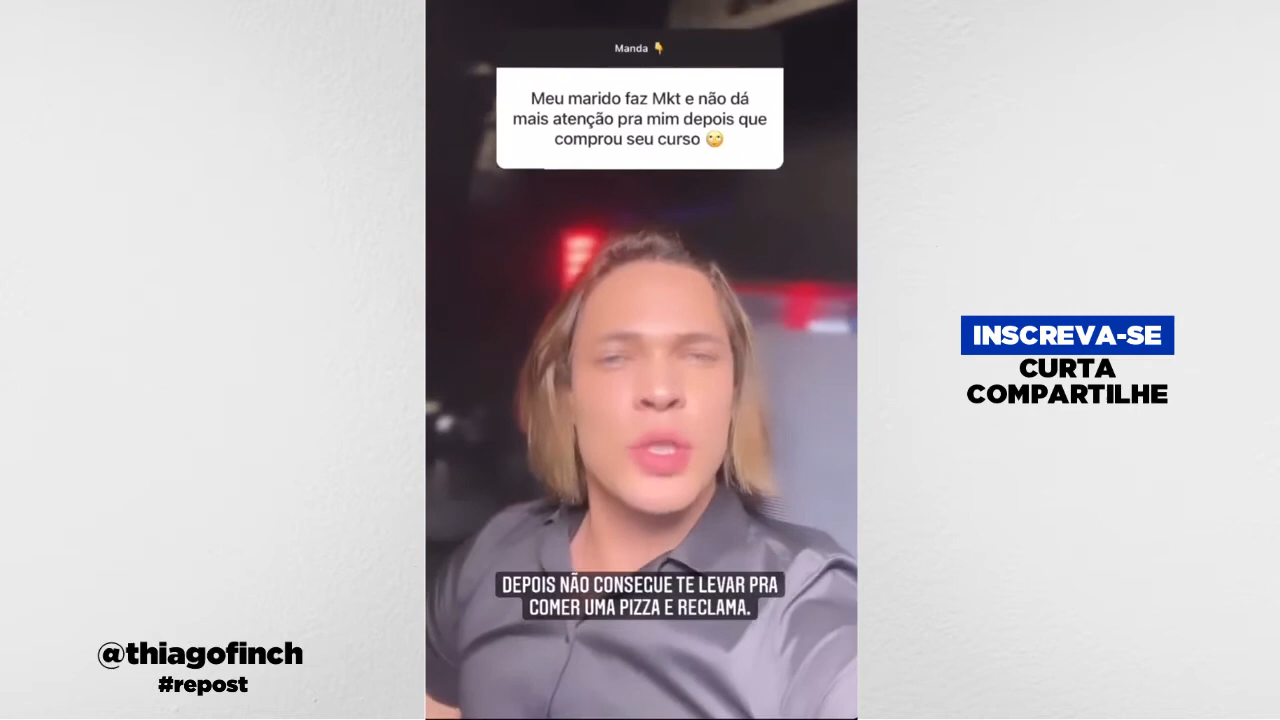 Manda 👇
Meu marido faz Mkt e não dá
mais atenção pra mim depois que
comprou seu curso 🙄
DEPOIS NÃO CONSEGUE TE LEVAR PRA
COMER UMA PIZZA E RECLAMA.
INSCREVA-SE
CURTA
COMPARTILHE
@thiagofinch
#repost